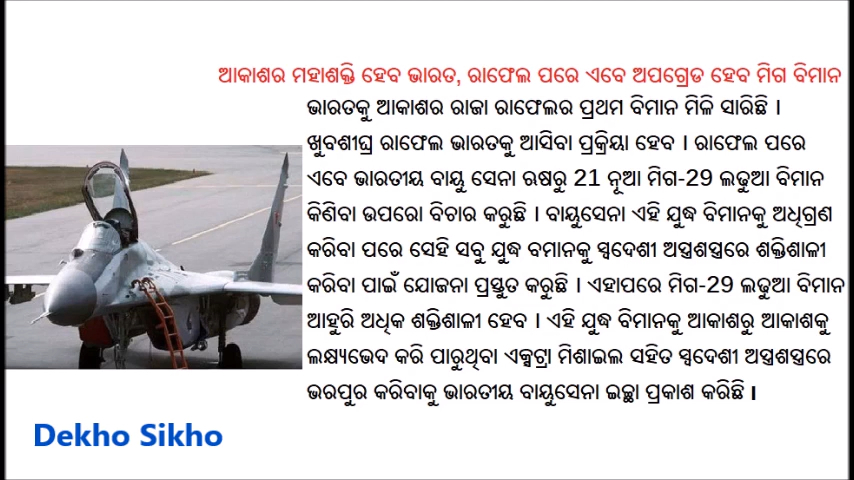 ଆକାଶର ମହାଶକ୍ତି ହେବ ଭାରତ, ରାଫେଲ ପରେ ଏବେ ଅପଗ୍ରେଡ ହେବ ମିଗ ବିମାନ
ଭାରତକୁ ଆକାଶର ରାଜା ରାଫେଲର ପ୍ରଥମ ବିମାନ ମିଳି ସାରିଛି ।
ଖୁବଶୀଘ୍ର ରାଫେଲ ଭାରତକୁ ଆସିବା ପ୍ରକ୍ରିୟା ହେବ । ରାଫେଲ ପରେ
ଏବେ ଭାରତୀୟ ବାୟୁ ସେନା ଋଷରୁ 21 ନୂଆ ମିଗ-29 ଲଢୁଆ ବିମାନ
କିଣିବା ଉପରୋ ବିଚାର କରୁଛି । ବାୟୁସେନା ଏହି ଯୁଦ୍ଧ ବିମାନକୁ ଅଧିଗ୍ରଣ
କରିବା ପରେ ସେହି ସବୁ ଯୁଦ୍ଧ ବମାନକୁ ସ୍ୱଦେଶୀ ଅସ୍ତ୍ରଶସ୍ତ୍ରରେ ଶକ୍ତିଶାଳୀ
କରିବା ପାଇଁ ଯୋଜନା ପ୍ରସ୍ତୁତ କରୁଛି । ଏହାପରେ ମିଗ-29 ଲଢୁଆ ବିମାନ
ଆହୁରି ଅଧିକ ଶକ୍ତିଶାଳୀ ହେବ । ଏହି ଯୁଦ୍ଧ ବିମାନକୁ ଆକାଶରୁ ଆକାଶକୁ
ଲକ୍ଷ୍ୟଭେଦ କରି ପାରୁଥିବା ଏକ୍ସଟ୍ରା ମିଶାଇଲ ସହିତ ସ୍ୱଦେଶୀ ଅସ୍ତ୍ରଶସ୍ତ୍ରରେ
ଭରପୁର କରିବାକୁ ଭାରତୀୟ ବାୟୁସେନା ଇଚ୍ଛା ପ୍ରକାଶ କରିଛି ।
Dekho Sikho